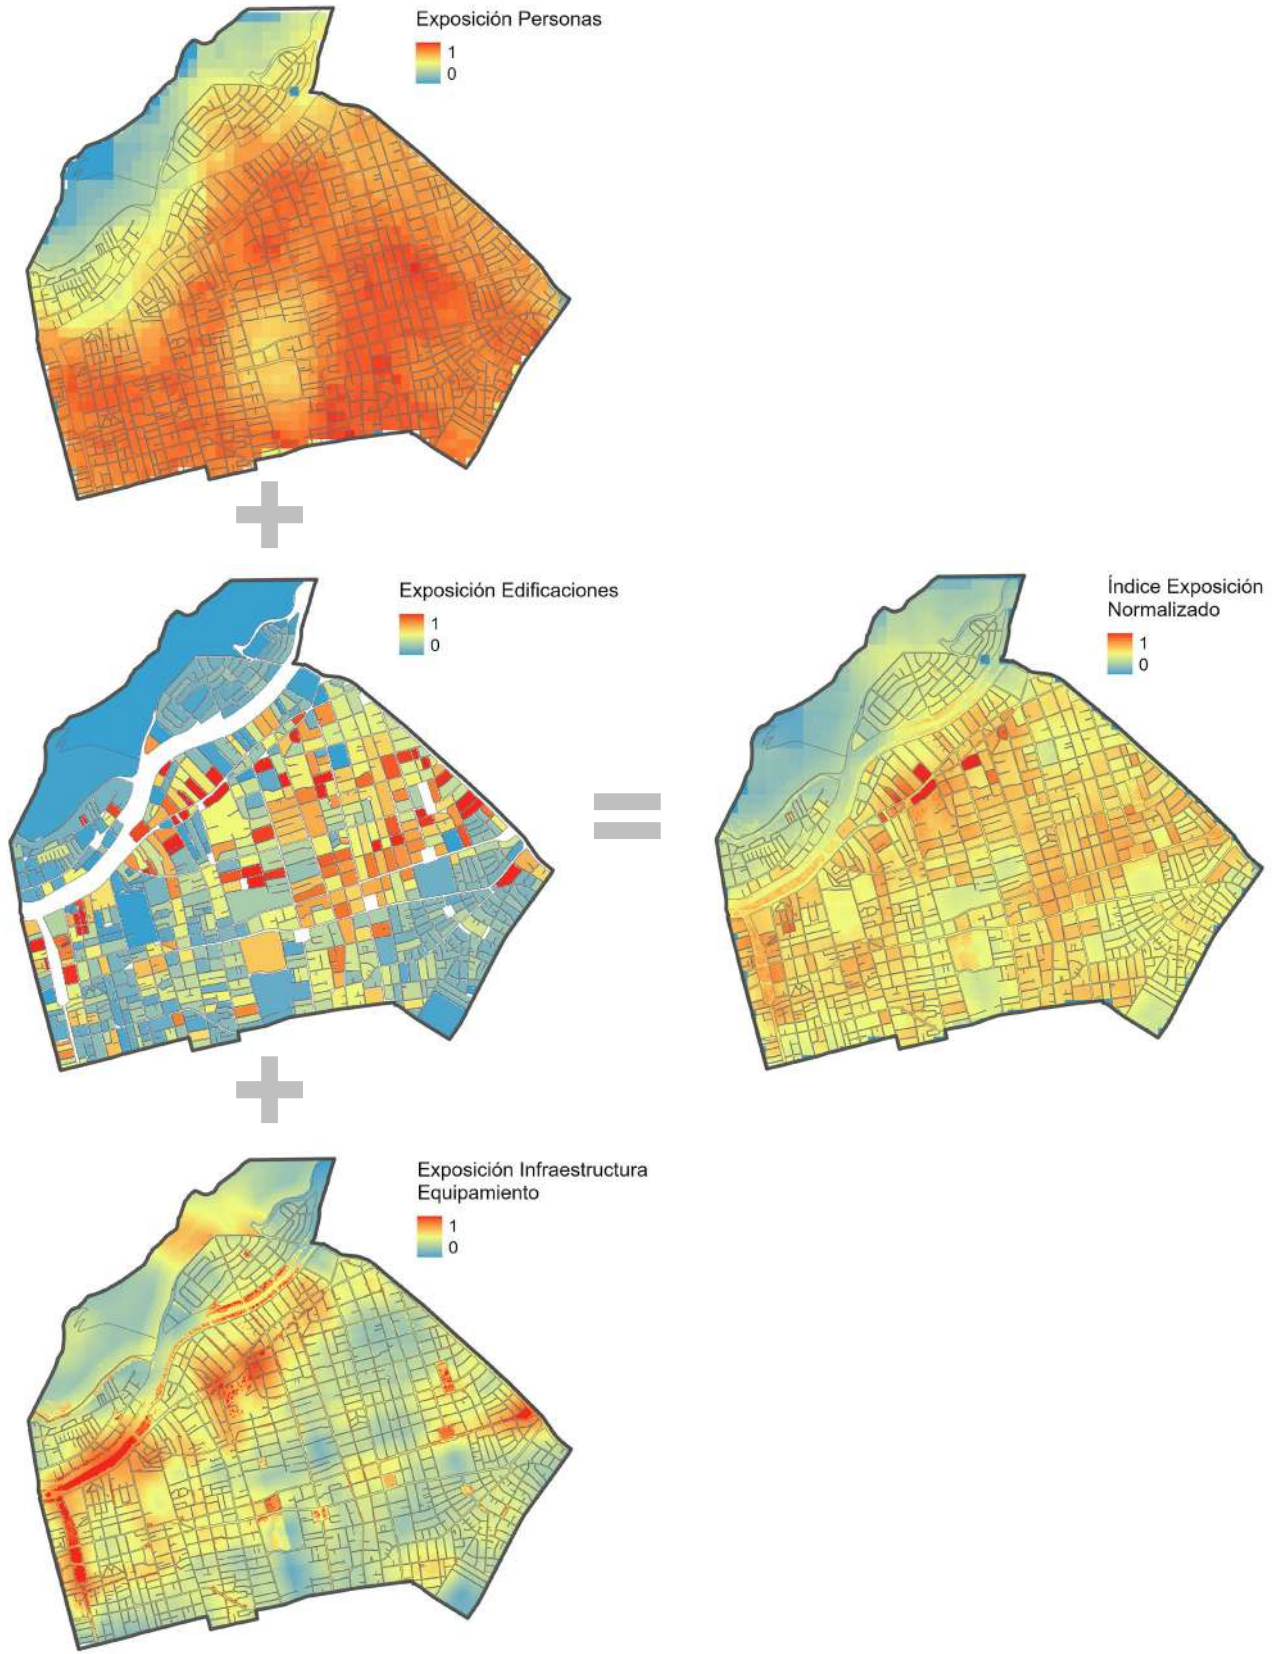 Exposición Personas
1
0
Exposición Edificaciones
1
0
Índice Exposición
Normalizado
1
0
Exposición Infraestructura
Equipamiento
1
0